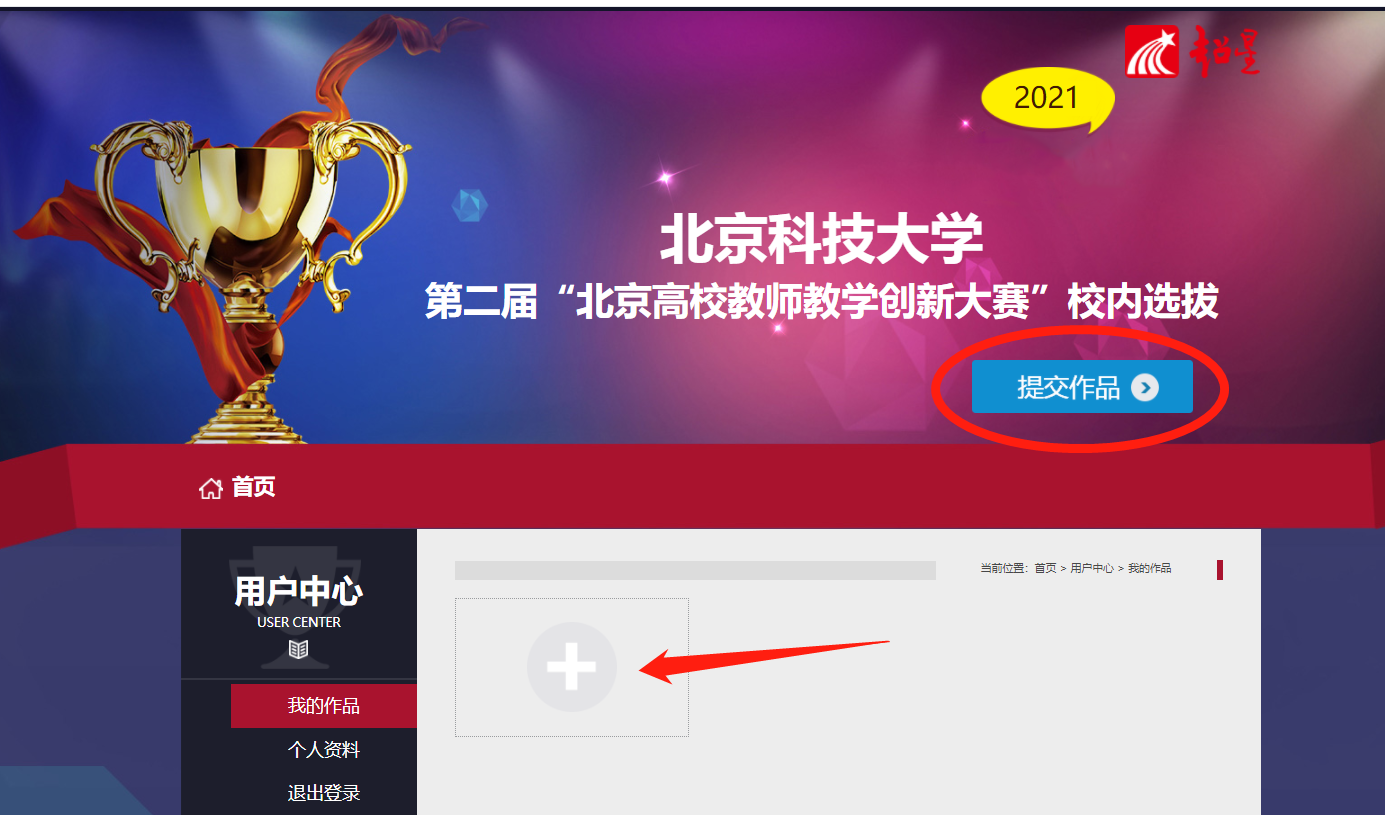 超星
2021
北京科技大学
第二届“北京高校教师教学创新大赛”校内选拔
提交作品
首页
用户中心
USER CENTER
当前位置：首页 > 用户中心 > 我的作品
我的作品
个人资料
退出登录